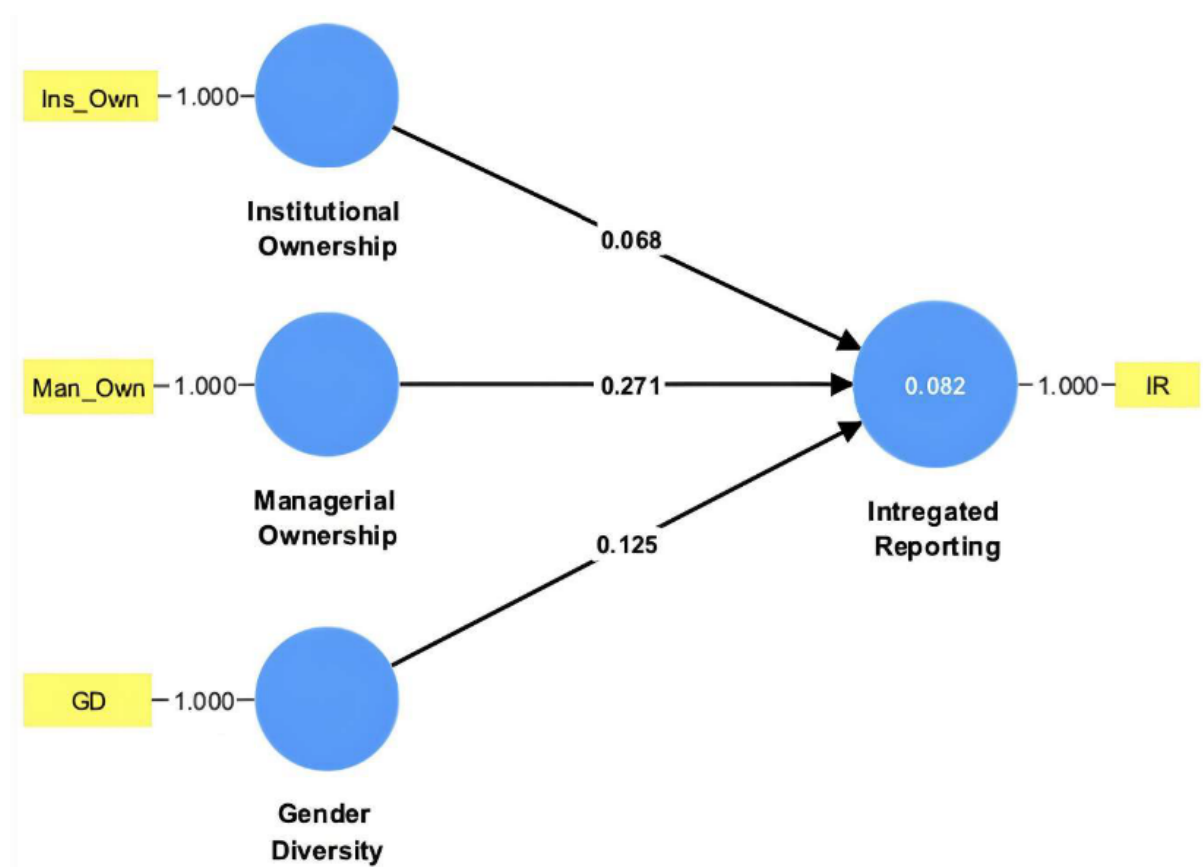 Ins_Own
1.000
Institutional
Ownership
0.068
Man_Own
1.000
0.271
0.082
1.000
IR
Managerial
Ownership
Intregated
Reporting
0.125
GD
1.000
Gender
Diversity